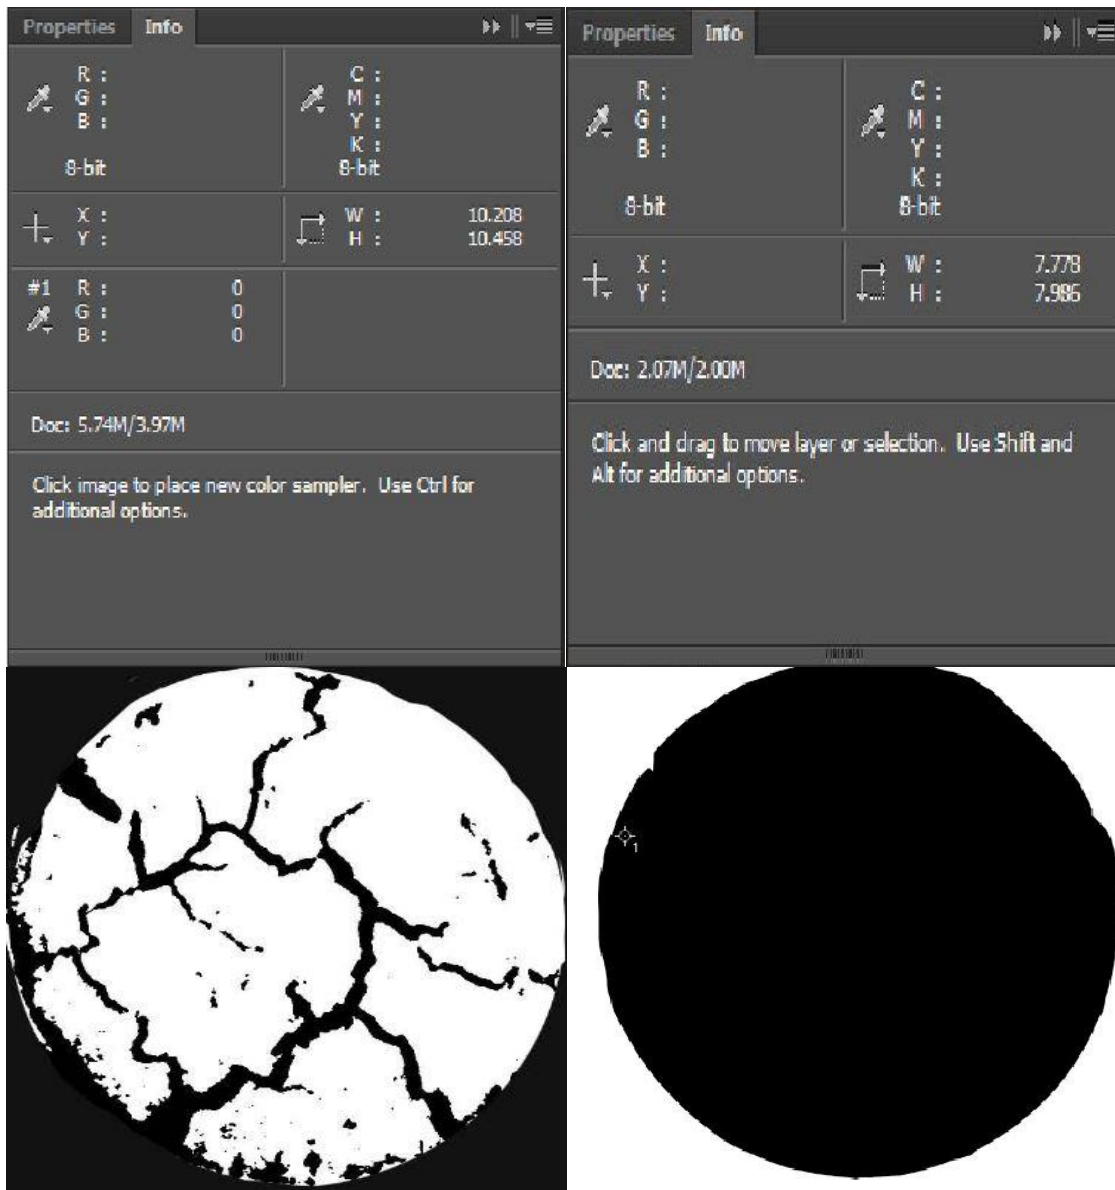 Properties Info
R :
G :
B :
8-bit
C :
M :
Y :
K :
8-bit
X :
Y :
W : 10.208
H : 10.458
#1 R : 0
G : 0
B : 0
Doc: 5.74M/3.97M
Click image to place new color sampler. Use Ctrl for
additional options.
Properties Info
R :
G :
B :
8-bit
C :
M :
Y :
K :
8-bit
X :
Y :
W : 7.778
H : 7.986
Doc: 2.07M/2.00M
Click and drag to move layer or selection. Use Shift and
Alt for additional options.
1